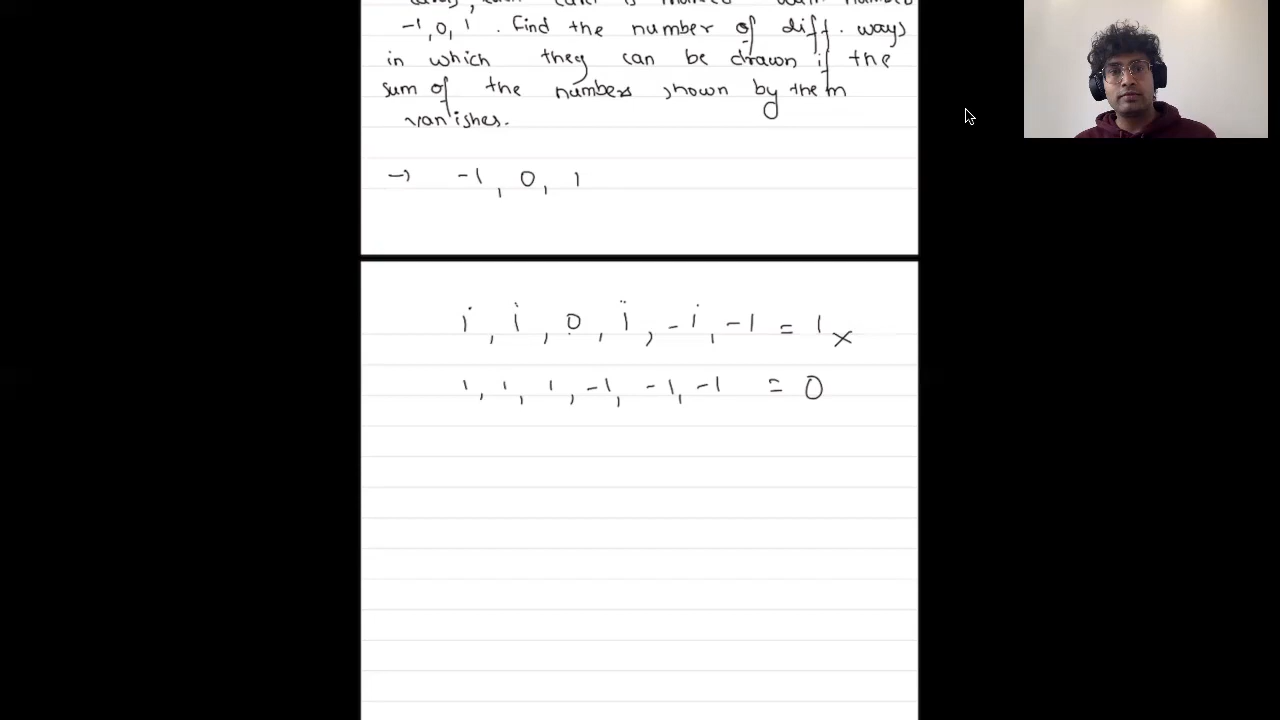 -1, 0, 1 . Find the number of diff. ways
in which they can be drawn if the
sum of the numbers shown by them
vanishes.
→ -1, 0, 1
1, 1, 0, 1, -1, -1 = 1 x
1, 1, 1, -1, -1, -1 = 0